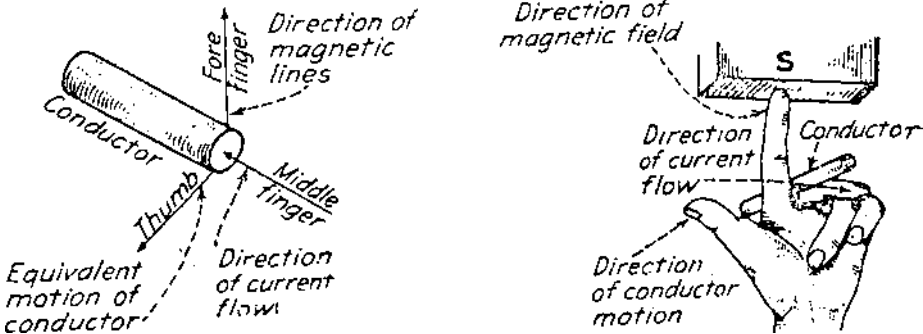 Direction of
magnetic
lines
Fore
finger
Conductor
Thumb
Middle
finger
Equivalent
motion of
conductor
Direction
of current
flow
Direction of
magnetic field
S
Direction
of current
flow
Conductor
Direction
of conductor
motion